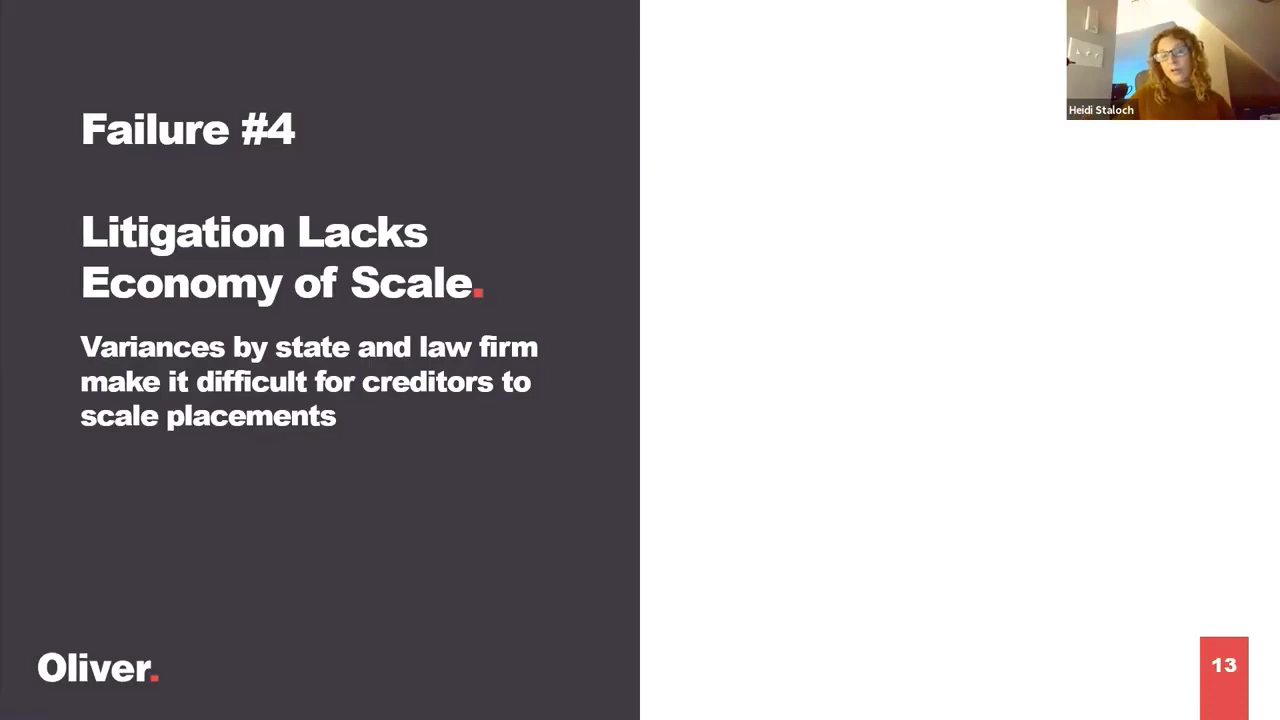 Failure #4
Litigation Lacks
Economy of Scale.
Variances by state and law firm
make it difficult for creditors to
scale placements
Oliver.
13
Heidi Staloch